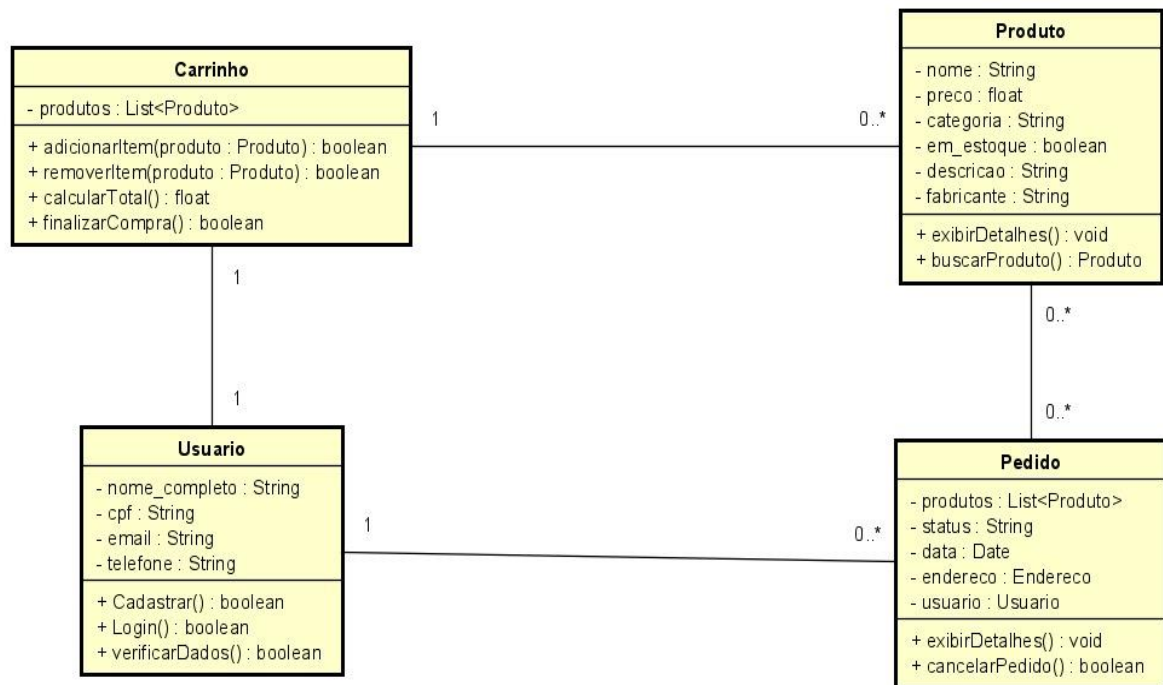 Carrinho
- produtos : List<Produto>
+ adicionarItem(produto : Produto) : boolean
+ removerItem(produto : Produto) : boolean
+ calcularTotal() : float
+ finalizarCompra() : boolean
1
0..*
Produto
- nome : String
- preco : float
- categoria : String
- em_estoque : boolean
- descricao : String
- fabricante : String
+ exibirDetalhes() : void
+ buscarProduto() : Produto
1
1
0..*
0..*
Usuario
- nome_completo : String
- cpf : String
- email : String
- telefone : String
+ Cadastrar() : boolean
+ Login() : boolean
+ verificarDados() : boolean
1
0..*
Pedido
- produtos : List<Produto>
- status : String
- data : Date
- endereco : Endereco
- usuario : Usuario
+ exibirDetalhes() : void
+ cancelarPedido() : boolean